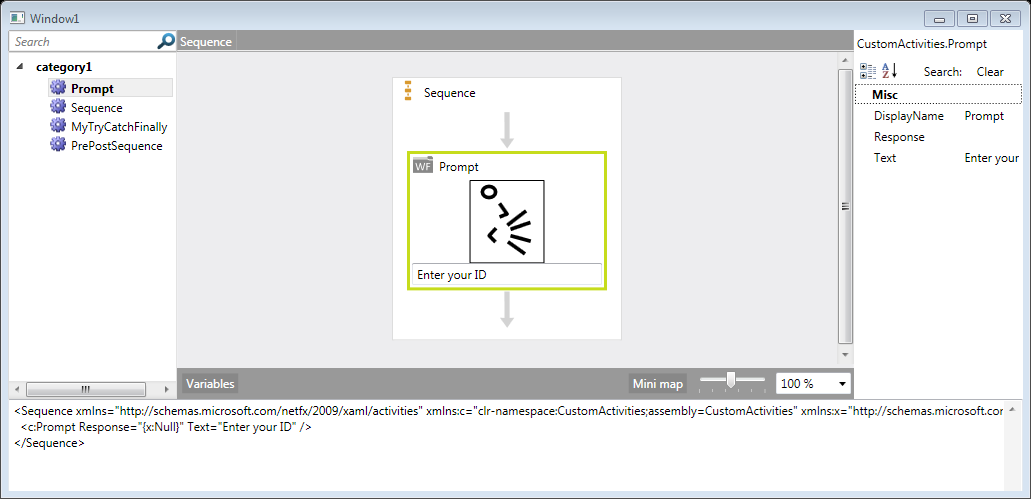 Window1
Search
Sequence
CustomActivities.Prompt
category1
Prompt
Sequence
MyTryCatchFinally
PrePostSequence
Sequence
WF Prompt
Enter your ID
A Z Search: Clear
Misc
DisplayName Prompt
Response
Text Enter your
Variables
Mini map
100 %
<Sequence xmlns="http://schemas.microsoft.com/netfx/2009/xaml/activities" xmlns:c="clr-namespace:CustomActivities;assembly=CustomActivities" xmlns:x="http://schemas.microsoft.com
<c:Prompt Response="{x:Null}" Text="Enter your ID" />
</Sequence>